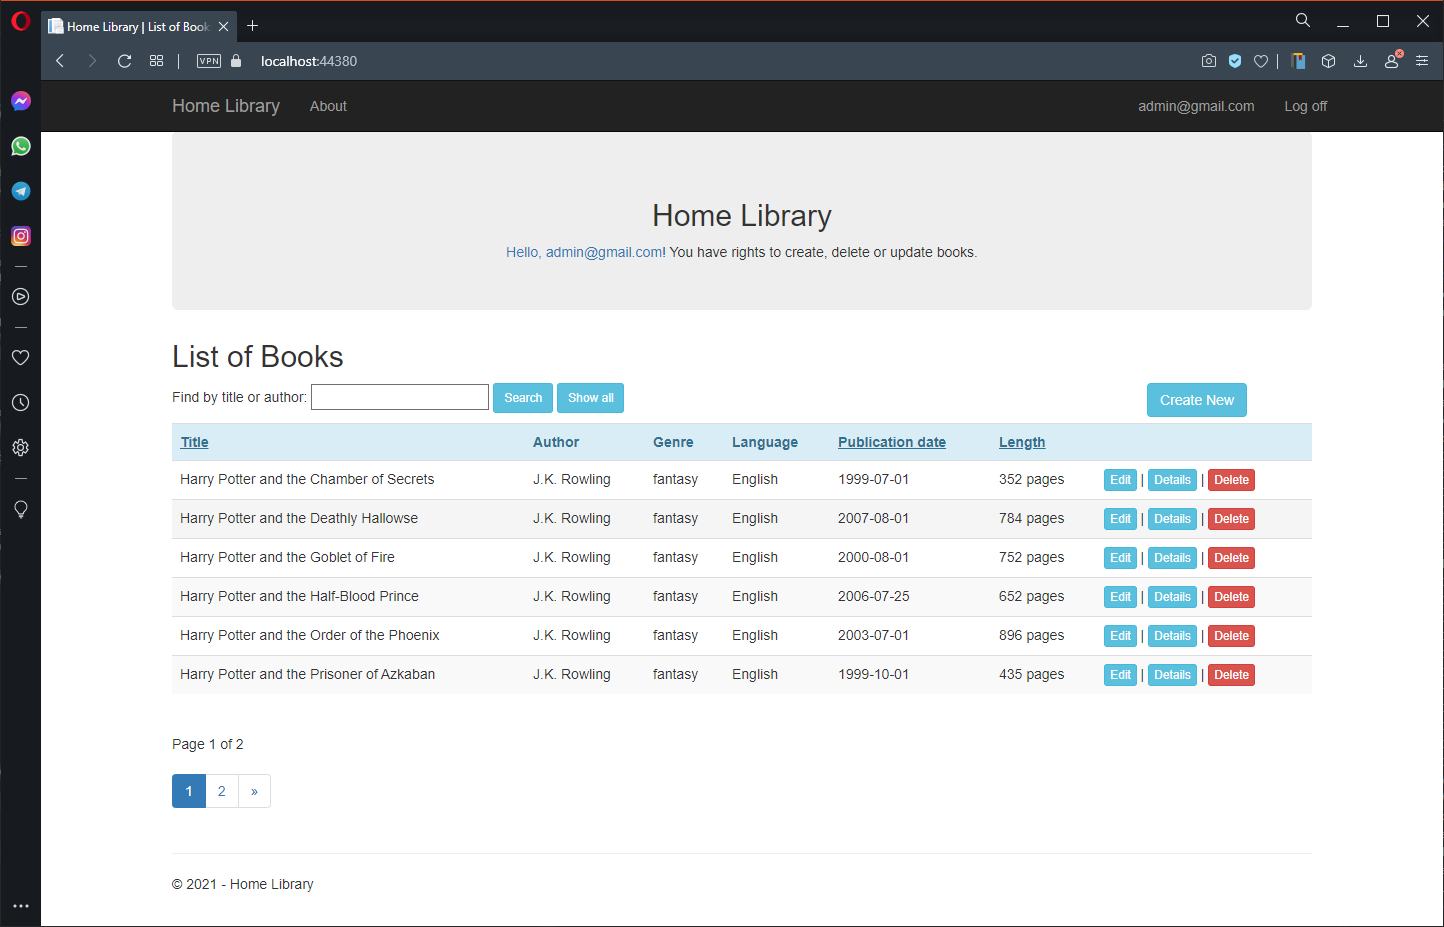 Home Library | List of Book
VPN
localhost:44380
Home Library About admin@gmail.com Log off
Home Library
Hello, admin@gmail.com! You have rights to create, delete or update books.
List of Books
Find by title or author: Search Show all Create New
Title Author Genre Language Publication date Length
Harry Potter and the Chamber of Secrets J.K. Rowling fantasy English 1999-07-01 352 pages Edit | Details | Delete
Harry Potter and the Deathly Hallowse J.K. Rowling fantasy English 2007-08-01 784 pages Edit | Details | Delete
Harry Potter and the Goblet of Fire J.K. Rowling fantasy English 2000-08-01 752 pages Edit | Details | Delete
Harry Potter and the Half-Blood Prince J.K. Rowling fantasy English 2006-07-25 652 pages Edit | Details | Delete
Harry Potter and the Order of the Phoenix J.K. Rowling fantasy English 2003-07-01 896 pages Edit | Details | Delete
Harry Potter and the Prisoner of Azkaban J.K. Rowling fantasy English 1999-10-01 435 pages Edit | Details | Delete
Page 1 of 2
1 2 »
© 2021 - Home Library